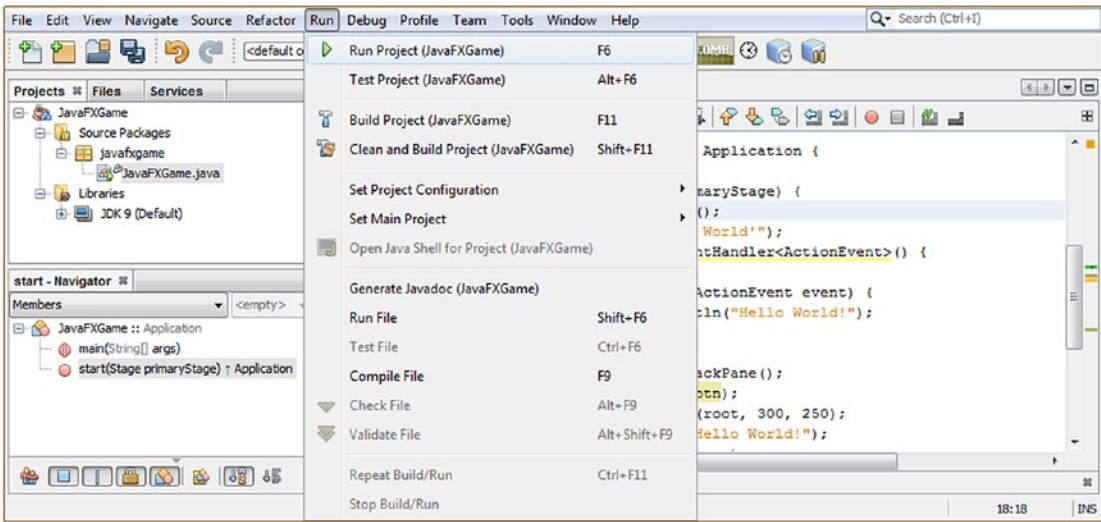 File Edit View Navigate Source Refactor Run Debug Profile Team Tools Window Help
Search (Ctrl+I)
<default
Projects Files Services
JavaFXGame
Source Packages
javafxgame
JavaFXGame.java
Libraries
JDK 9 (Default)
start - Navigator
Members
<empty>
JavaFXGame :: Application
main(String[] args)
start(Stage primaryStage) ↑ Application
Run Project (JavaFXGame) F6
Test Project (JavaFXGame) Alt+F6
Build Project (JavaFXGame) F11
Clean and Build Project (JavaFXGame) Shift+F11
Set Project Configuration
Set Main Project
Open Java Shell for Project (JavaFXGame)
Generate Javadoc (JavaFXGame)
Run File Shift+F6
Test File Ctrl+F6
Compile File F9
Check File Alt+F9
Validate File Alt+Shift+F9
Repeat Build/Run Ctrl+F11
Stop Build/Run
Application {
maryStage) {
();
World'");
ntHandler<ActionEvent>() {
ActionEvent event) {
tln("Hello World!");
ackPane();
btn);
(root, 300, 250);
Hello World!");
18:18 INS